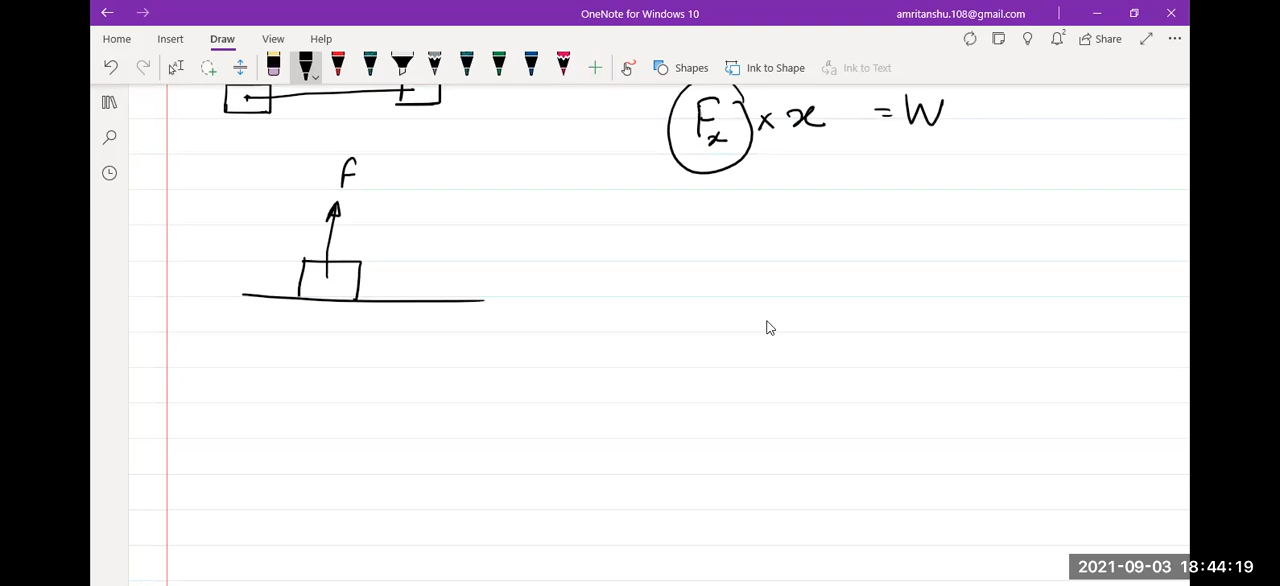 OneNote for Windows 10
amritanshu.108@gmail.com
Home Insert Draw View Help
Share
Shapes
Ink to Shape
Ink to Text
F
x × x = W
F
2021-09-03 18:44:19